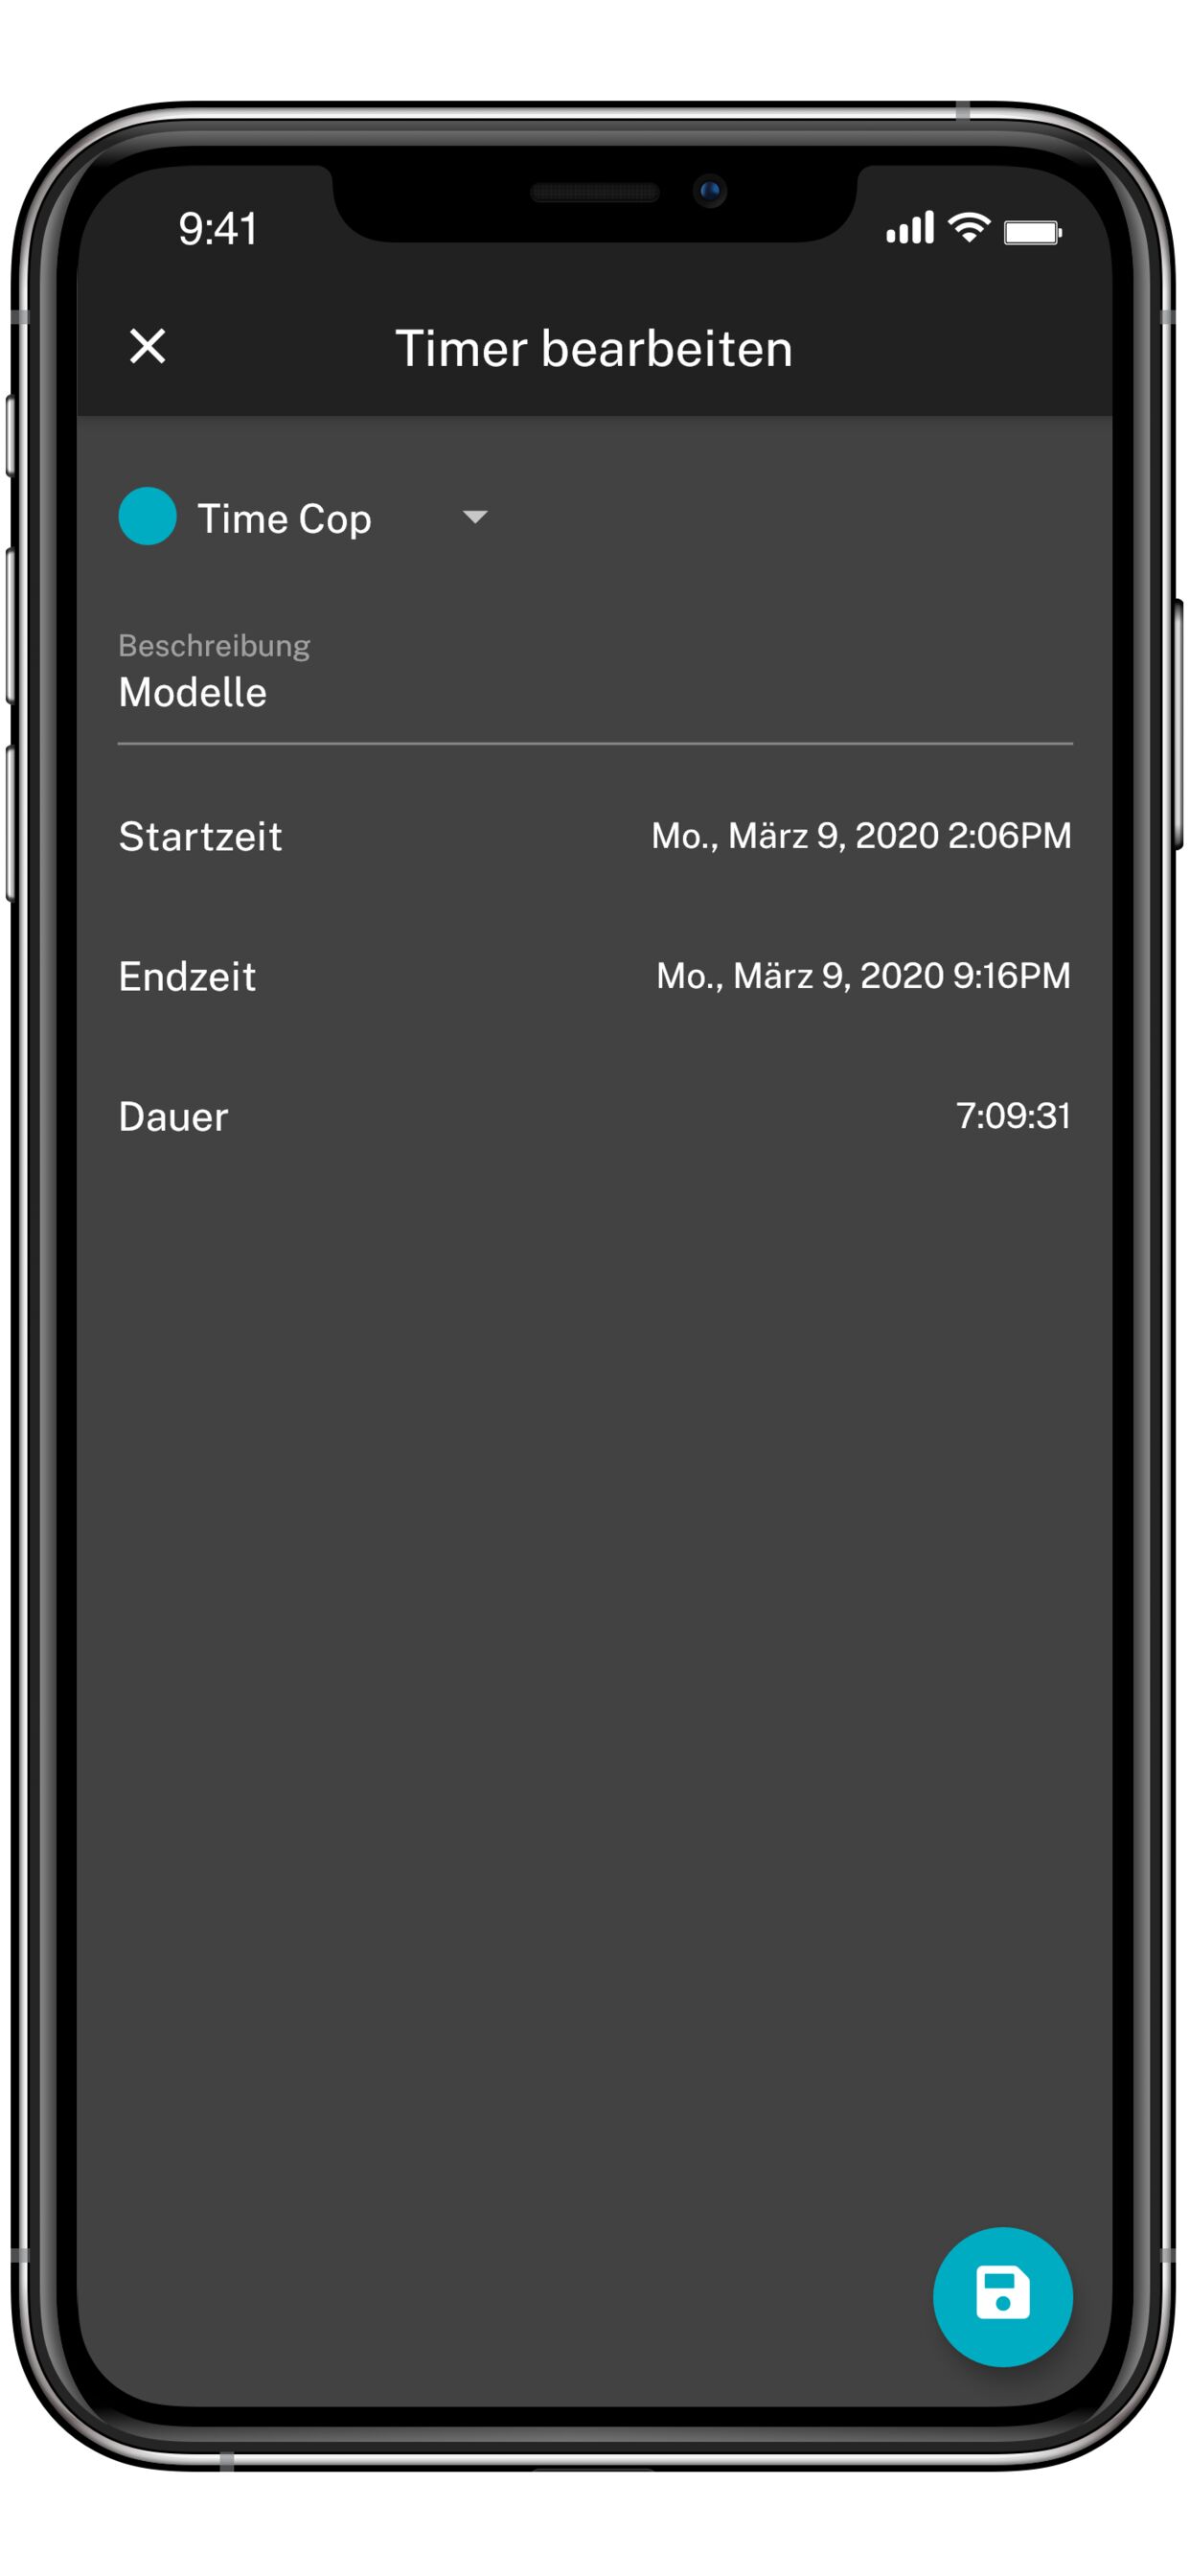 9:41
Timer bearbeiten
Time Cop
Beschreibung
Modelle
Startzeit Mo., März 9, 2020 2:06PM
Endzeit Mo., März 9, 2020 9:16PM
Dauer 7:09:31